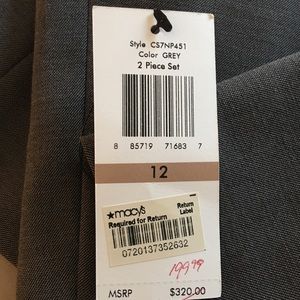 Style CS7NP451
Color GREY
2 Piece Set
8 85719 71683 7
12
★macy's Return
Required for Return Label
0720137352632
199.99
MSRP $320.00